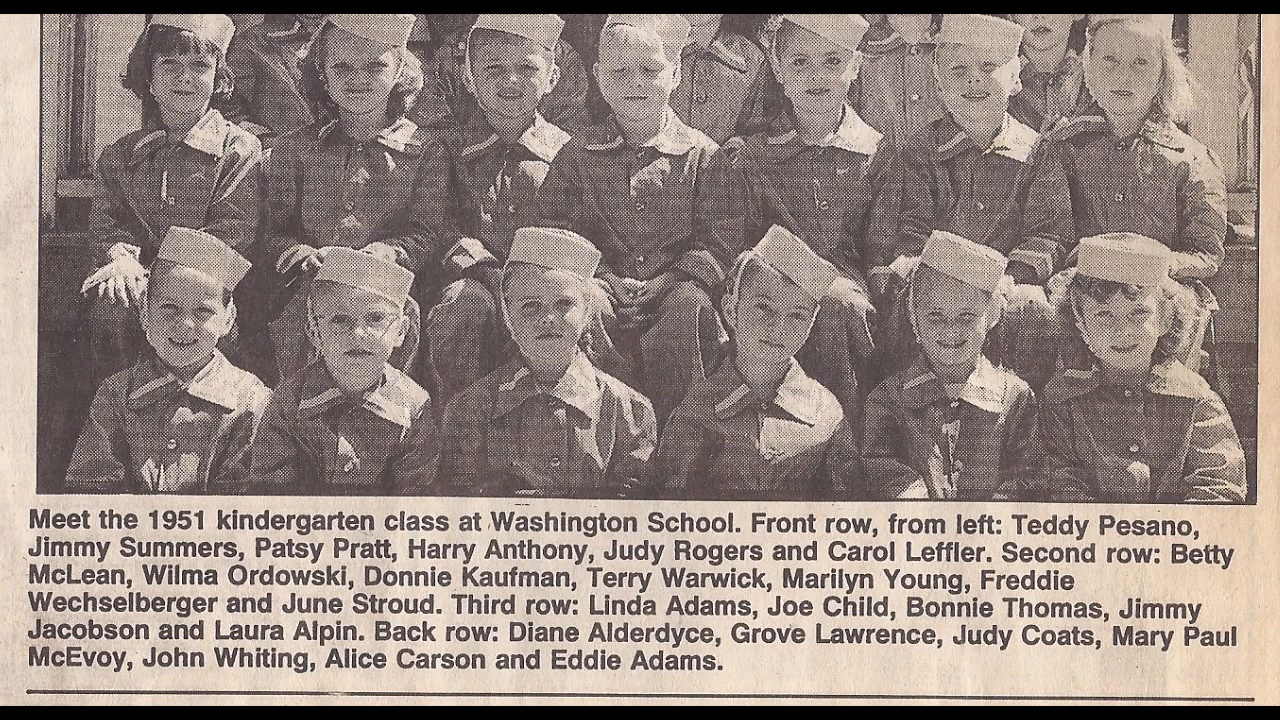 Meet the 1951 kindergarten class at Washington School. Front row, from left: Teddy Pesano,
Jimmy Summers, Patsy Pratt, Harry Anthony, Judy Rogers and Carol Leffler. Second row: Betty
McLean, Wilma Ordowski, Donnie Kaufman, Terry Warwick, Marilyn Young, Freddie
Wechselberger and June Stroud. Third row: Linda Adams, Joe Child, Bonnie Thomas, Jimmy
Jacobson and Laura Alpin. Back row: Diane Alderdyce, Grove Lawrence, Judy Coats, Mary Paul
McEvoy, John Whiting, Alice Carson and Eddie Adams.